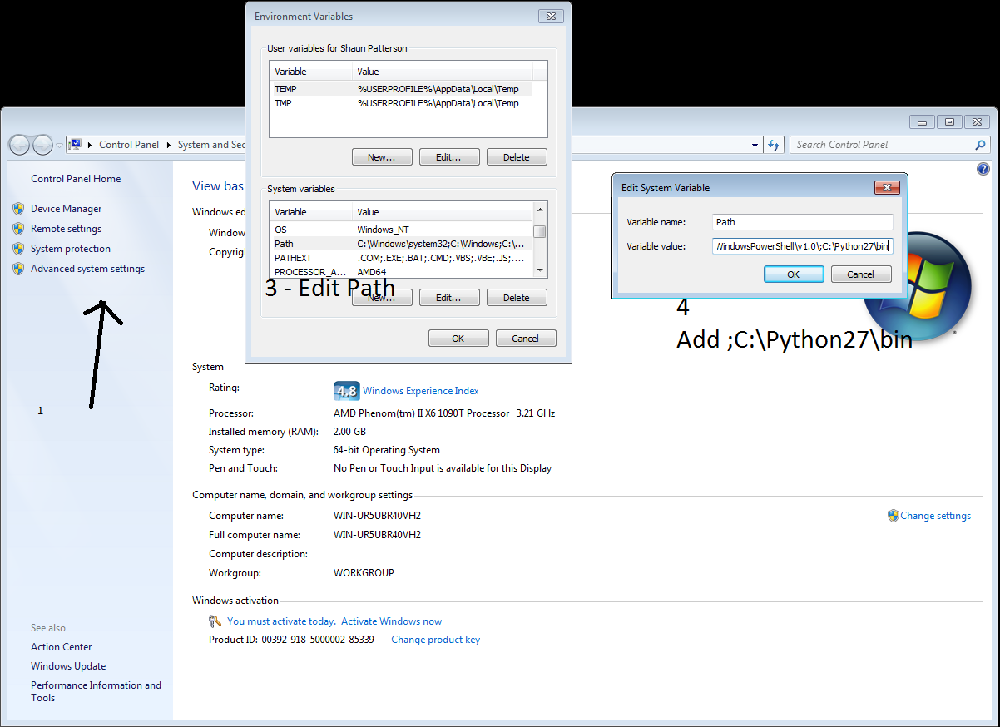 Environment Variables
User variables for Shaun Patterson
Variable Value
TEMP %USERPROFILE%\AppData\Local\Temp
TMP %USERPROFILE%\AppData\Local\Temp
New... Edit... Delete
System variables
Variable Value
OS Windows_NT
Path C:\Windows\system32;C:\Windows;C:\...
PATHEXT .COM;.EXE;.BAT;.CMD;.VBS;.VBE;.JS;....
PROCESSOR_A... AMD64
3 - Edit Path
New... Edit... Delete
OK Cancel
Control Panel System and Sec
Search Control Panel
Control Panel Home
Device Manager
Remote settings
System protection
Advanced system settings
1
See also
Action Center
Windows Update
Performance Information and
Tools
View bas
Windows ed
Window
Copyrig
Edit System Variable
Variable name: Path
Variable value: WindowsPowerShell\v1.0\;C:\Python27\bin
OK Cancel
4
Add ;C:\Python27\bin
System
Rating: 4,8 Windows Experience Index
Processor: AMD Phenom(tm) II X6 1090T Processor 3.21 GHz
Installed memory (RAM): 2.00 GB
System type: 64-bit Operating System
Pen and Touch: No Pen or Touch Input is available for this Display
Computer name, domain, and workgroup settings
Computer name: WIN-UR5UBR40VH2
Change settings
Full computer name: WIN-UR5UBR40VH2
Computer description:
Workgroup: WORKGROUP
Windows activation
You must activate today. Activate Windows now
Product ID: 00392-918-5000002-85339 Change product key